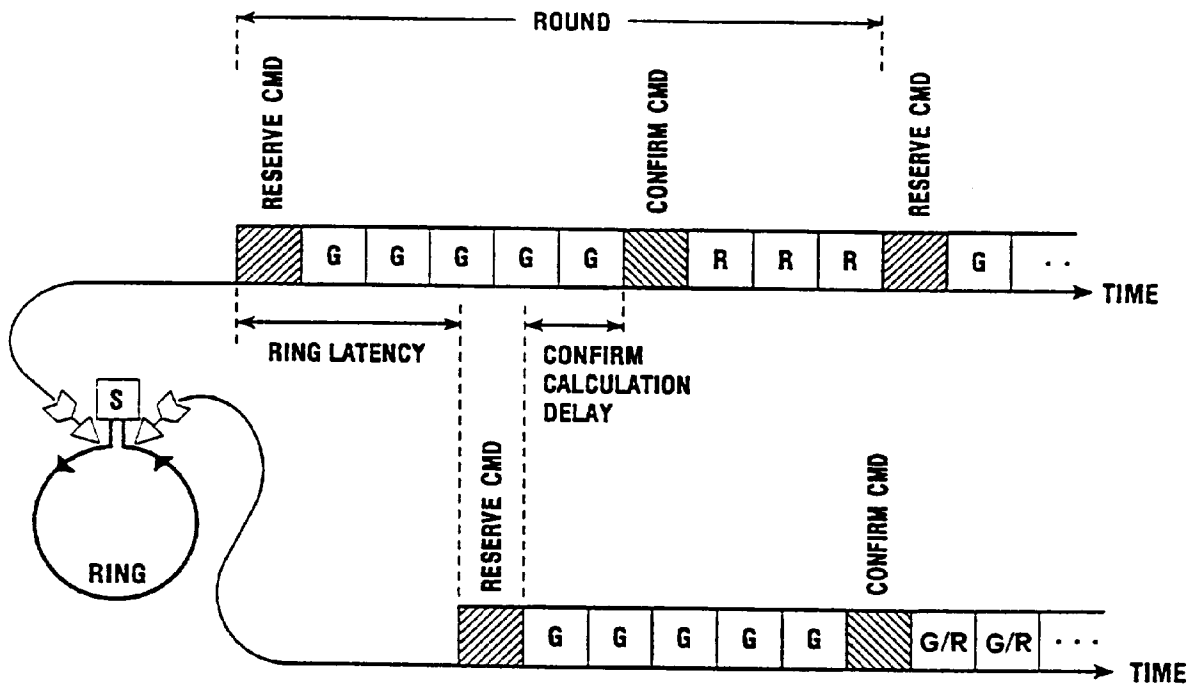 ROUND
RESERVE CMD
CONFIRM CMD
RESERVE CMD
G G G G G R R R G . .
TIME
RING LATENCY
CONFIRM
CALCULATION
DELAY
S
RING
RESERVE CMD
CONFIRM CMD
G G G G G G/R G/R . . .
TIME